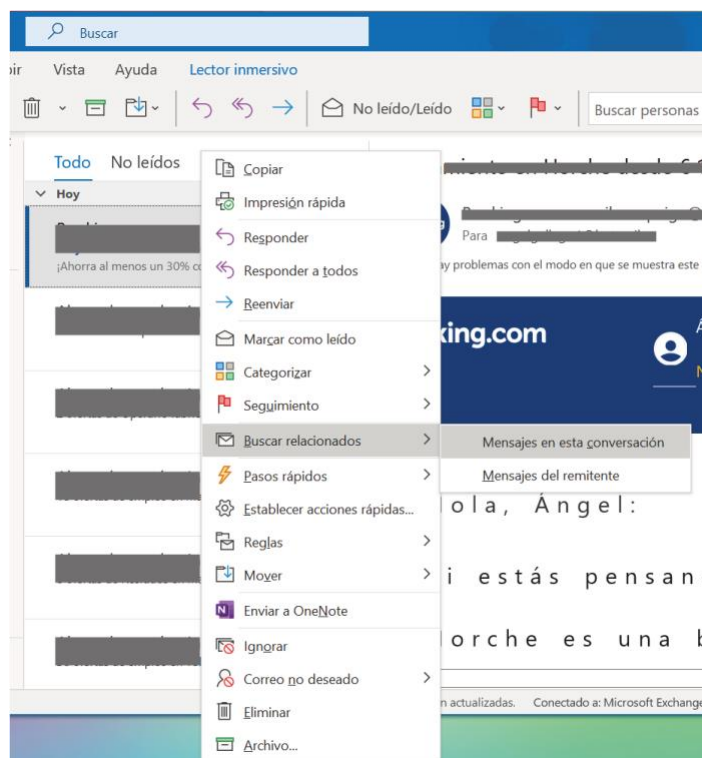 Buscar
Vista Ayuda Lector inmersivo
No leído/Leído Buscar personas
Todo No leídos
Hoy
¡Ahorra al menos un 30%
Copiar
Impresión rápida
Responder
Responder a todos
Reenviar
Marcar como leído
Categorizar
Seguimiento
Buscar relacionados
Pasos rápidos
Establecer acciones rápidas...
Reglas
Mover
Enviar a OneNote
Ignorar
Correo no deseado
Eliminar
Archivo...
Mensajes en esta conversación
Mensajes del remitente
Para
ay problemas con el modo en que se muestra este
king.com
ola, Ángel:
i estás pensan
orche es una b
n actualizadas. Conectado a: Microsoft Exchange